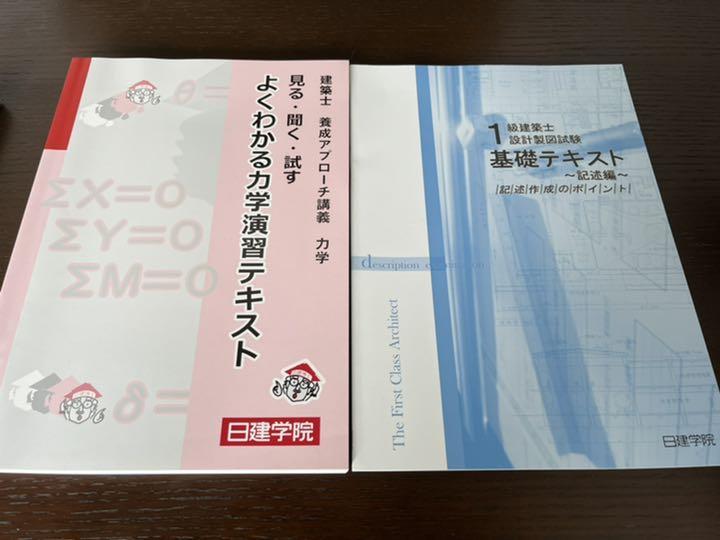 建築士 養成アプローチ講義 力学
見る・聞く・試す
よくわかる力学演習テキスト
θ=
ΣX=0
ΣY=0
ΣM=0
δ=
日建学院
1級建築士
設計製図試験
基礎テキスト
~記述編~
|記|述|作|成|の|ポ|イ|ン|ト|
The First Class Architect
日建学院